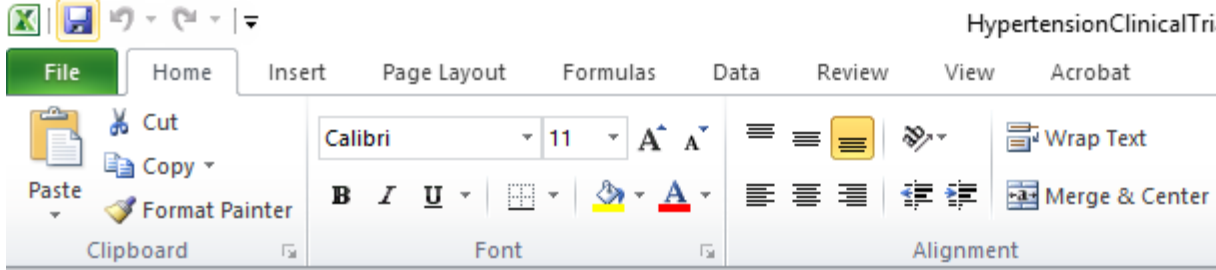 HypertensionClinicalTri
File Home Insert Page Layout Formulas Data Review View Acrobat
Cut
Calibri 11 A A Wrap Text
Copy
Paste
Format Painter B I U A a Merge & Center
Clipboard Font Alignment